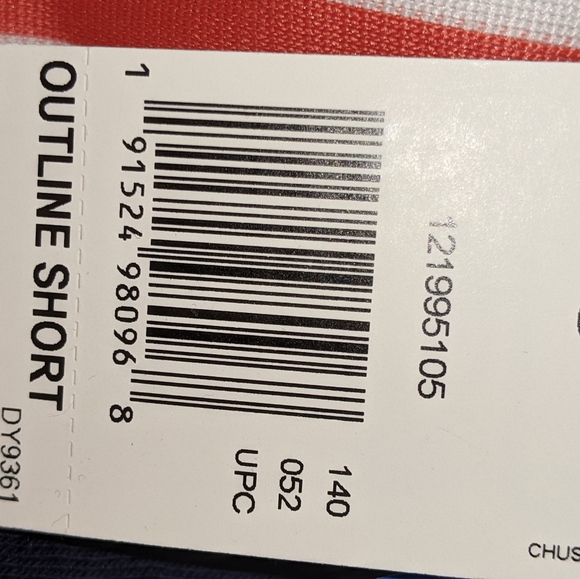 121995105
140
052
UPC
1 91524 98096 8
OUTLINE SHORT
DY9361
CHUS